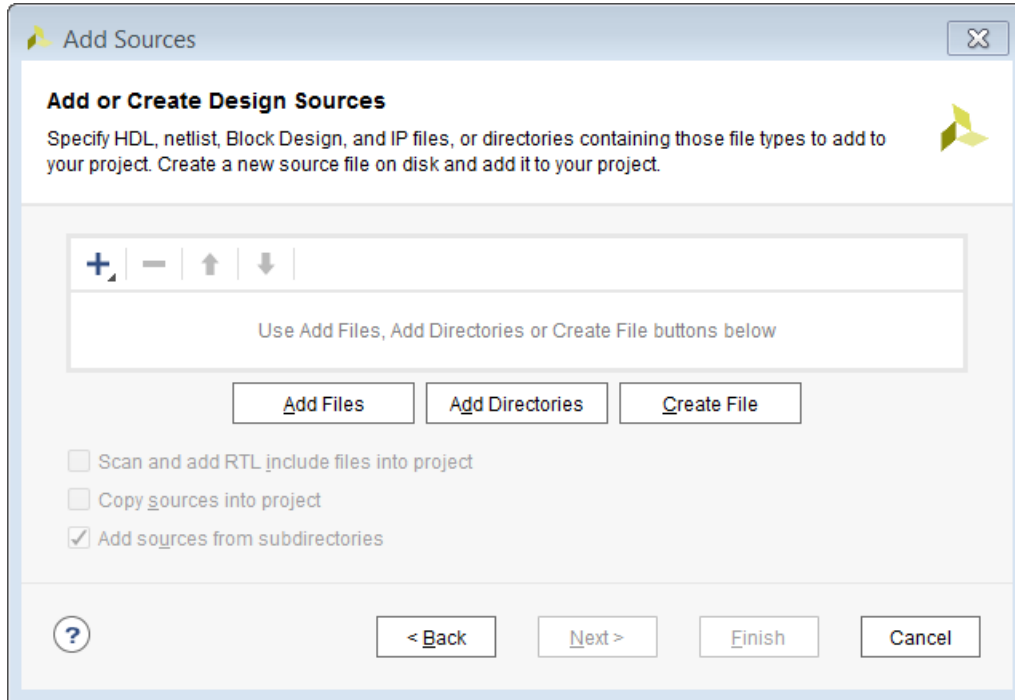 Add Sources
Add or Create Design Sources
Specify HDL, netlist, Block Design, and IP files, or directories containing those file types to add to
your project. Create a new source file on disk and add it to your project.
Use Add Files, Add Directories or Create File buttons below
Add Files
Add Directories
Create File
Scan and add RTL include files into project
Copy sources into project
Add sources from subdirectories
?
< Back
Next >
Finish
Cancel